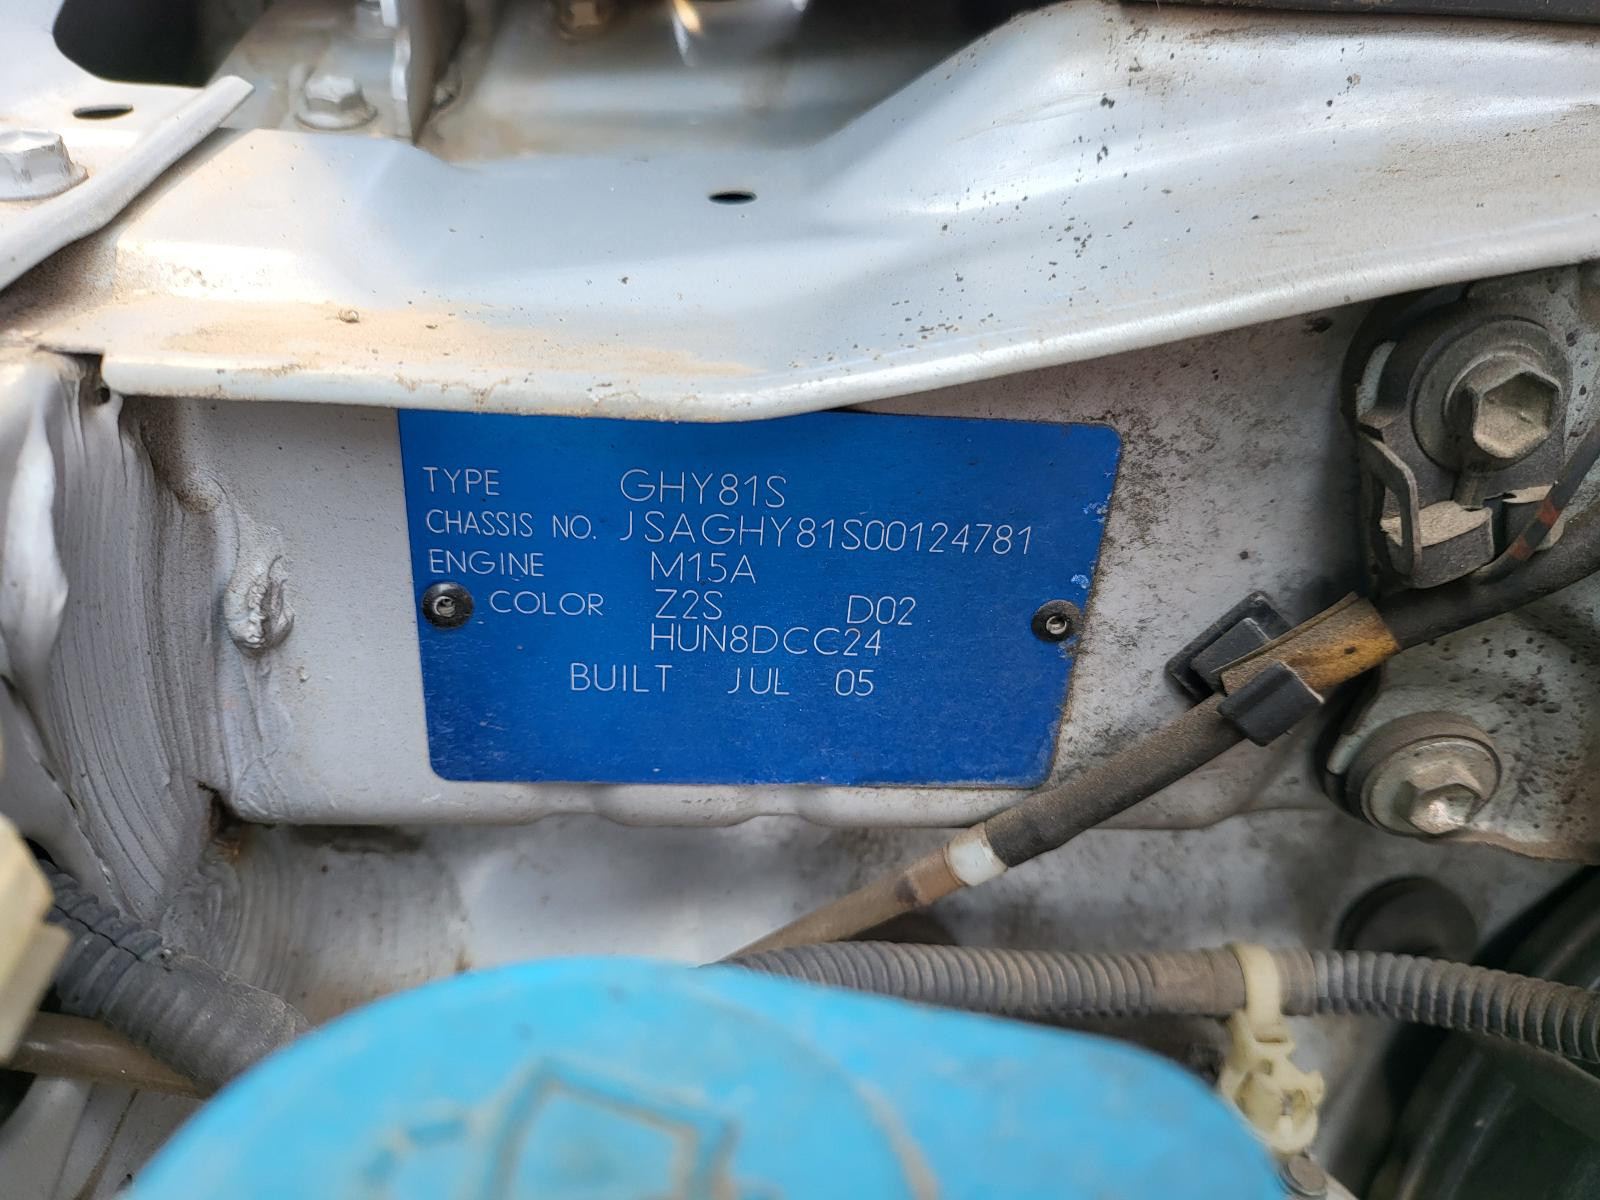 TYPE GHY81S
CHASSIS NO. JSAGHY81S00124781
ENGINE M15A
COLOR Z2S D02
HUN8DCC24
BUILT JUL 05